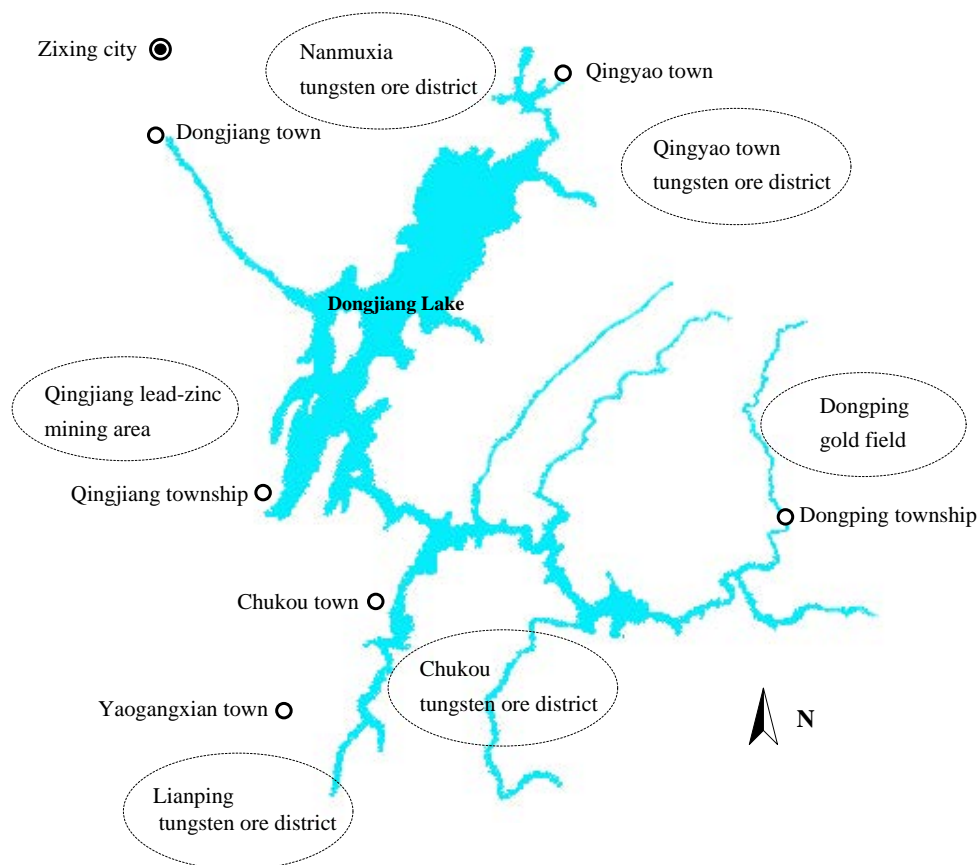 Zixing city
Nanmuxia
tungsten ore district
Qingyao town
Dongjiang town
Qingyao town
tungsten ore district
Dongjiang Lake
Qingjiang lead-zinc
mining area
Dongping
gold field
Qingjiang township
Dongping township
Chukou town
Chukou
tungsten ore district
Yaogangxian town
N
Lianping
tungsten ore district